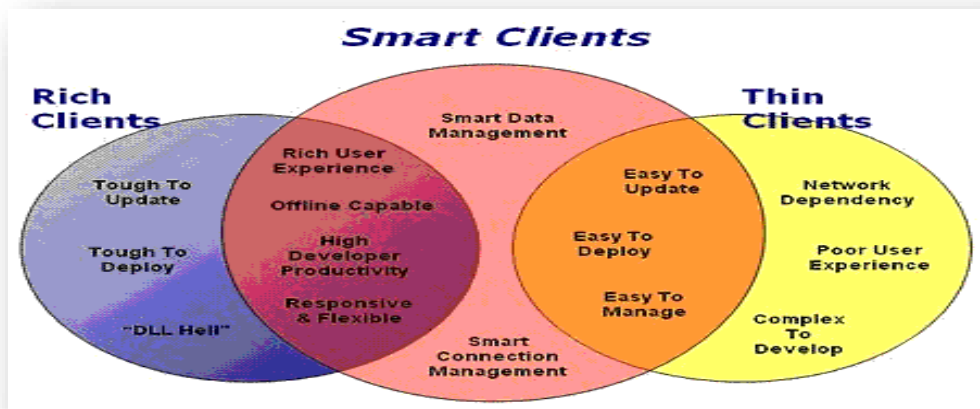 Smart Clients
Rich
Clients
Thin
Clients
Tough To
Update
Tough To
Deploy
"DLL Hell"
Rich User
Experience
Offline Capable
High
Developer
Productivity
Responsive
& Flexible
Smart Data
Management
Smart
Connection
Management
Easy To
Update
Easy To
Deploy
Easy To
Manage
Network
Dependency
Poor User
Experience
Complex
To
Develop